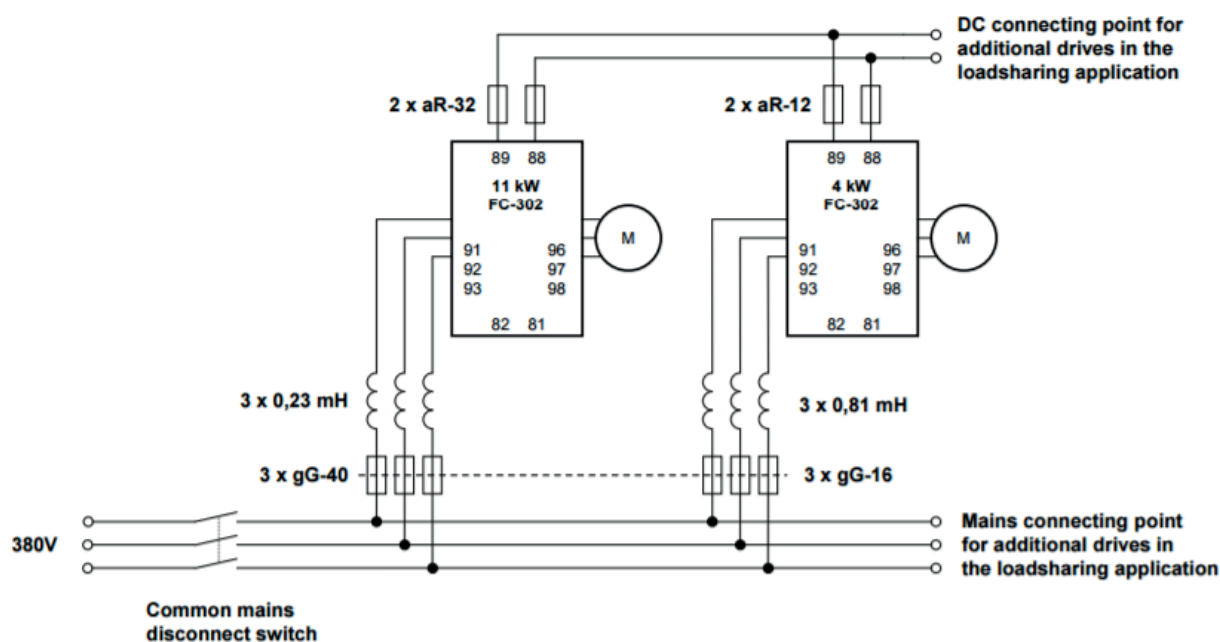 DC connecting point for
additional drives in the
loadsharing application
2 x aR-32
2 x aR-12
89 88
11 kW
FC-302
91 96
92 97
93 98
82 81
M
89 88
4 kW
FC-302
91 96
92 97
93 98
82 81
M
3 x 0,23 mH
3 x 0,81 mH
3 x gG-40
3 x gG-16
380V
Mains connecting point
for additional drives in
the loadsharing application
Common mains
disconnect switch